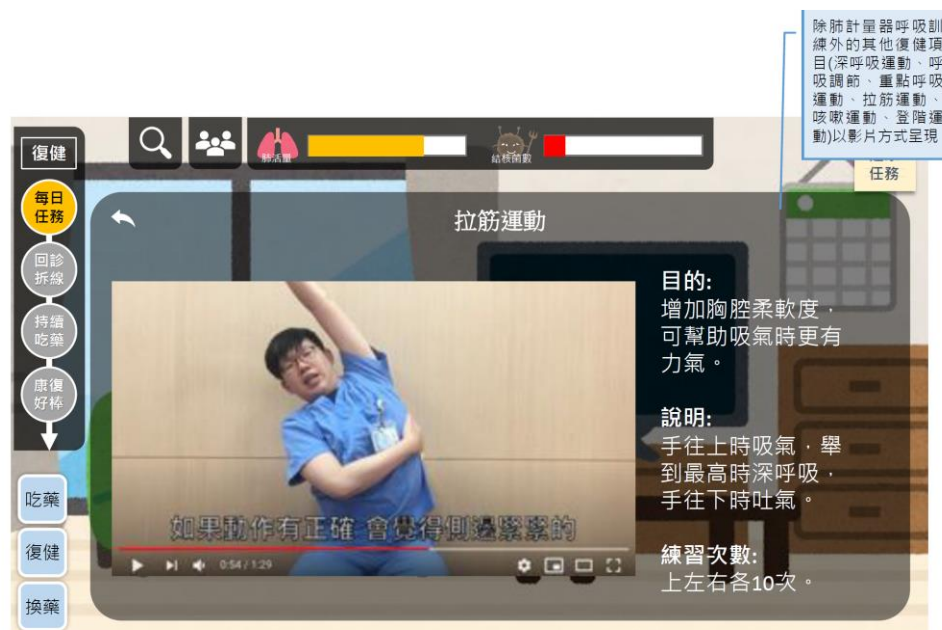 除肺計量器呼吸訓
練外的其他復健項
目(深呼吸運動、呼
吸調節、重點呼吸
運動、拉筋運動、
咳嗽運動、登階運
動)以影片方式呈現
任務
復健
肺活量
結核菌數
每日
任務
回診
拆線
持續
吃藥
康復
好棒
吃藥
復健
換藥
拉筋運動
如果動作有正確 會覺得側邊緊緊的
0:54 / 1:29
目的:
增加胸腔柔軟度，
可幫助吸氣時更有
力氣。
說明:
手往上時吸氣，舉
到最高時深呼吸，
手往下時吐氣。
練習次數:
上左右各10次。